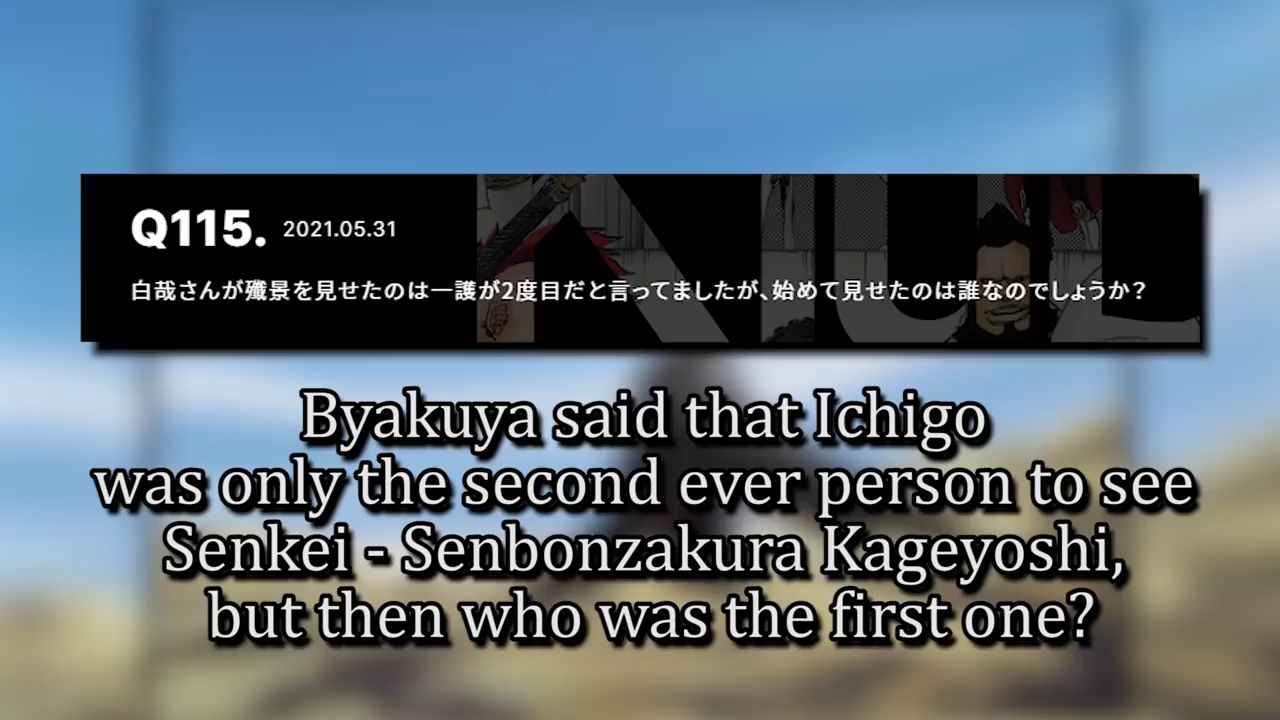 Q115. 2021.05.31
白哉さんが殲景を見せたのは一護が2度目だと言ってましたが、始めて見せたのは誰なのでしょうか？
Byakuya said that Ichigo
was only the second ever person to see
Senkei - Senbonzakura Kageyoshi,
but then who was the first one?